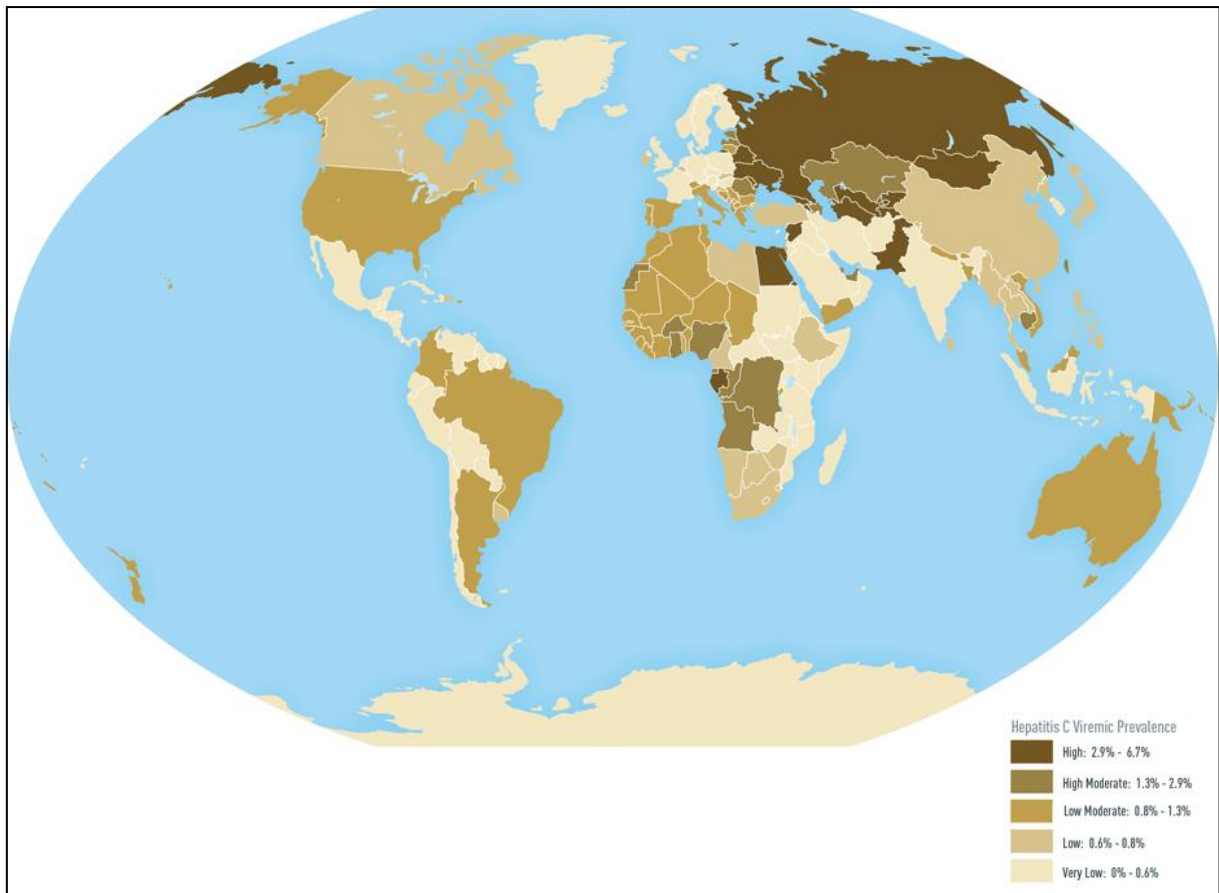 Hepatitis C Viremic Prevalence
High: 2.9% - 6.7%
High Moderate: 1.3% - 2.9%
Low Moderate: 0.8% - 1.3%
Low: 0.6% - 0.8%
Very Low: 0% - 0.6%